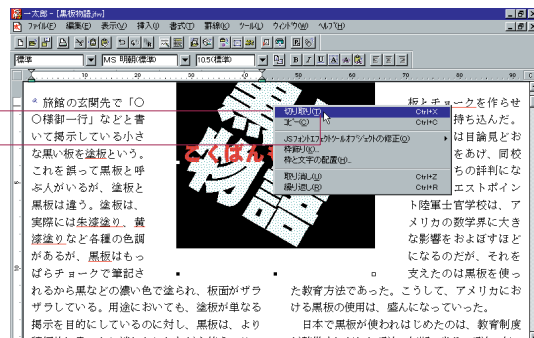 一太郎 - [黒板物語.jtw]
ファイル(F) 編集(E) 表示(V) 挿入(I) 書式(T) 罫線(K) ツール(L) ウィンドウ(W) ヘルプ(H)
標準 MS 明朝(標準) 10.5(標準) B I U A A
10 20 30 40 50 60 70 80 90
旅館の玄関先で「〇
〇様御一行」などと書
いて掲示している小さ
な黒い板を塗板という。
これを誤って黒板と呼
ぶ人がいるが、塗板と
黒板は違う。塗板は、
実際には朱漆塗り、黄
漆塗りなど各種の色調
があるが、黒板はもっ
ぱらチョークで筆記さ
れるから黒などの濃い色で塗られ、板面がザラ
ザラしている。用途においても、塗板が単なる
掲示を目的にしているのに対し、黒板は、より
黒板
物語
こくばん
切り取り(T) Ctrl+X
コピー(C) Ctrl+C
JSフォントエフェクトツールオブジェクトの修正(O)
枠飾り(K)...
枠と文字の配置(H)...
取り消し(U) Ctrl+Z
繰り返し(R) Ctrl+R
板とチョークを作らせ
持ち込んだ。
は目論見どお
をあげ、同校
ちの評判にな
エストポイン
ト陸軍士官学校は、ア
メリカの数学界に大き
な影響をおよぼすほど
になるのだが、それを
支えたのは黒板を使っ
た教育方法であった。こうして、アメリカにお
ける黒板の使用は、盛んになっていった。
日本で黒板が使われはじめたのは、教育制度